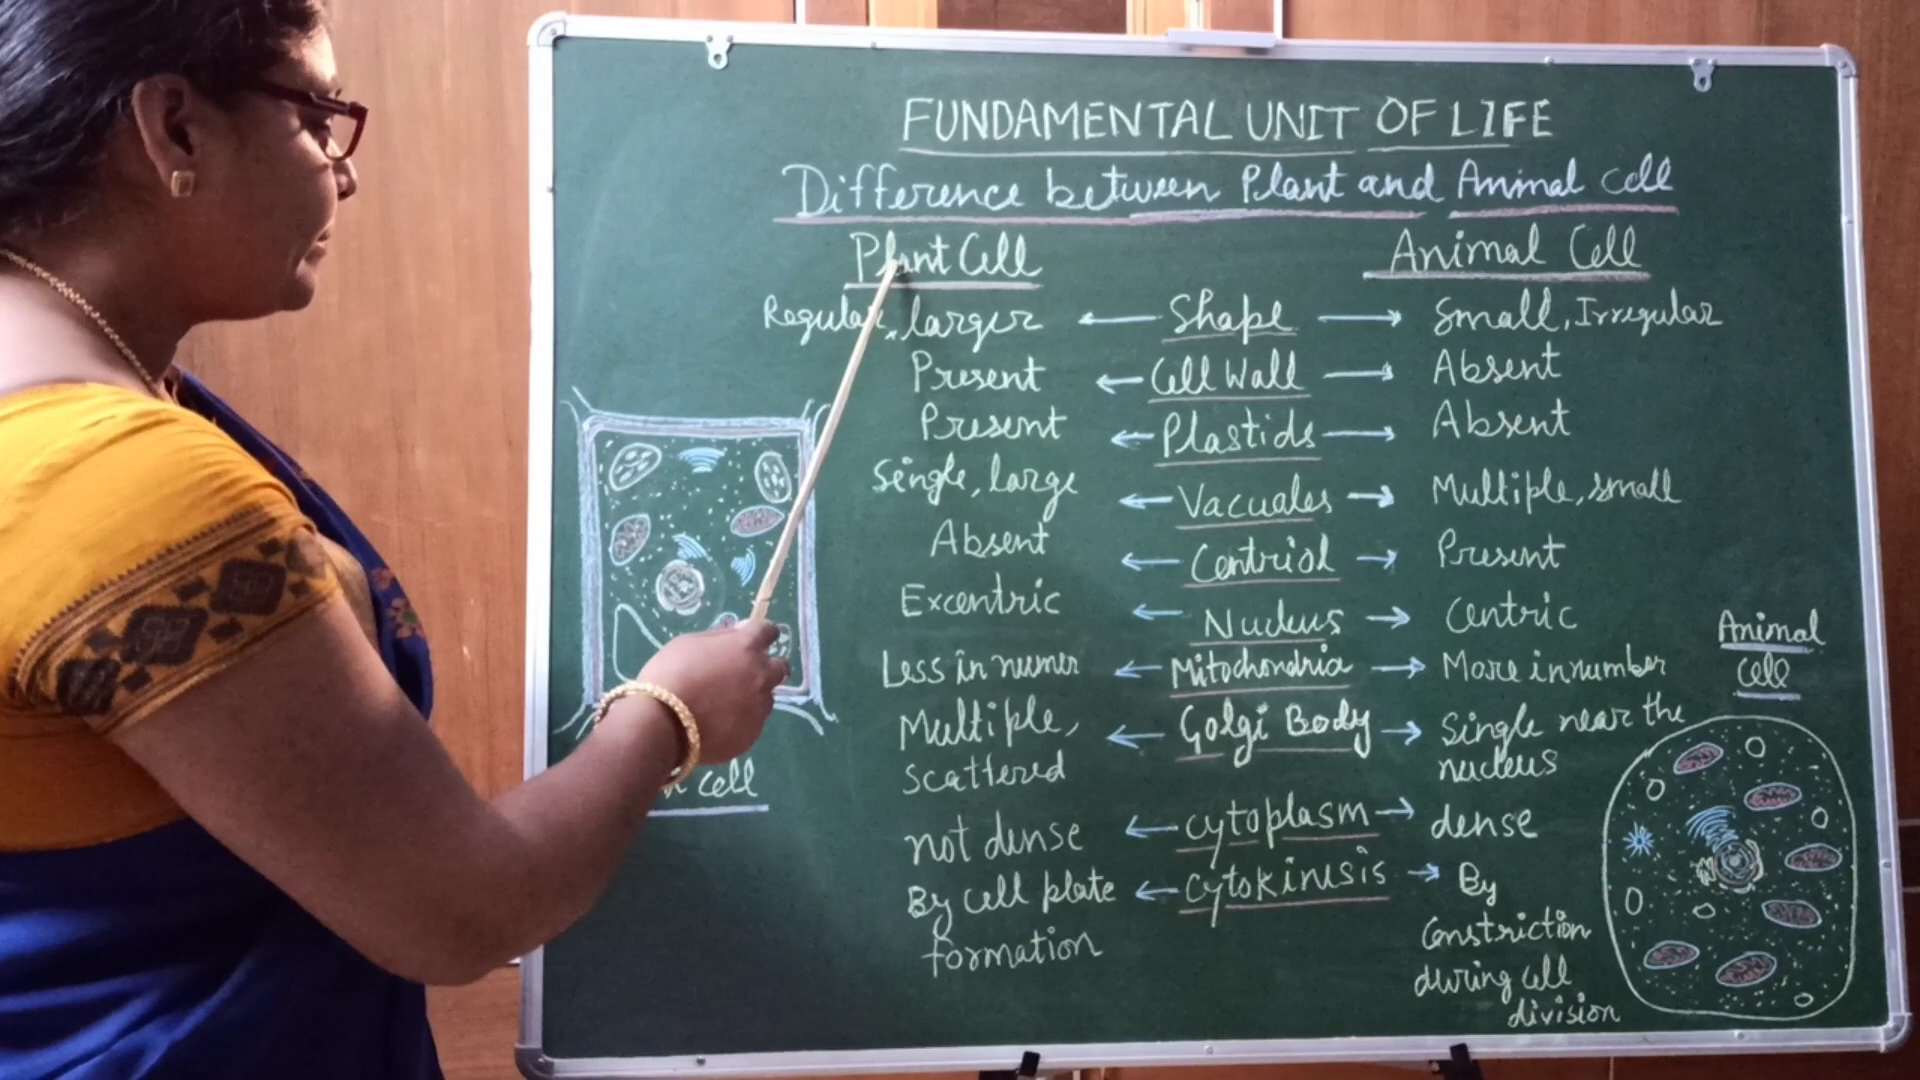 FUNDAMENTAL UNIT OF LIFE
Difference between Plant and Animal cell
Plant Cell Animal Cell
Regular, larger ← Shape → Small, Irregular
Present ← Cell Wall → Absent
Present ← Plastids → Absent
Single, large ← Vacuoles → Multiple, small
Absent ← Centriol → Present
Excentric ← Nucleus → Centric
Less in numer ← Mitochondria → More in number
Multiple, scattered ← Golgi Body → Single near the nucleus
not dense ← cytoplasm → dense
By cell plate formation ← cytokinesis → By
Constriction
during cell
division
cell
Animal
cell